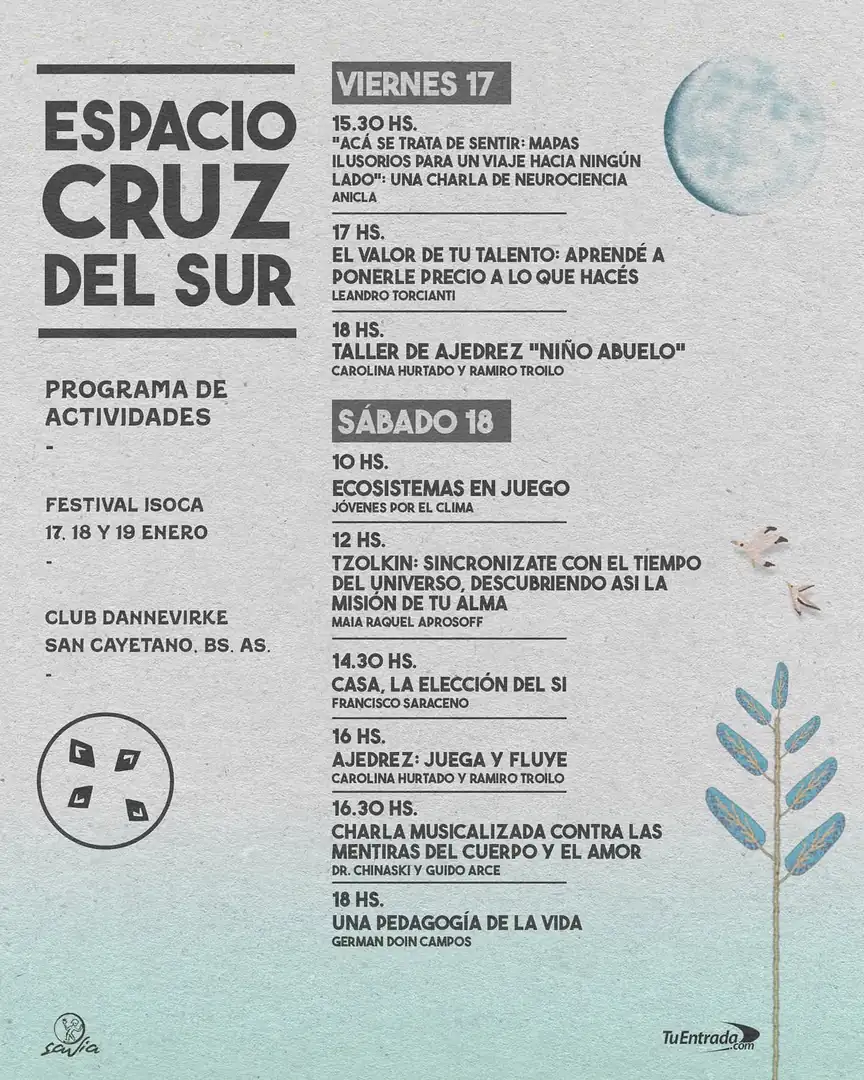 ESPACIO
CRUZ
DEL SUR
PROGRAMA DE
ACTIVIDADES
-
FESTIVAL ISOCA
17, 18 Y 19 ENERO
-
CLUB DANNEVIRKE
SAN CAYETANO, BS. AS.
-
VIERNES 17
15.30 HS.
"ACÁ SE TRATA DE SENTIR: MAPAS
ILUSORIOS PARA UN VIAJE HACIA NINGÚN
LADO": UNA CHARLA DE NEUROCIENCIA
ANICLA
17 HS.
EL VALOR DE TU TALENTO: APRENDÉ A
PONERLE PRECIO A LO QUE HACÉS
LEANDRO TORCIANTI
18 HS.
TALLER DE AJEDREZ "NIÑO ABUELO"
CAROLINA HURTADO Y RAMIRO TROILO
SÁBADO 18
10 HS.
ECOSISTEMAS EN JUEGO
JÓVENES POR EL CLIMA
12 HS.
TZOLKIN: SINCRONIZATE CON EL TIEMPO
DEL UNIVERSO, DESCUBRIENDO ASI LA
MISIÓN DE TU ALMA
MAIA RAQUEL APROSOFF
14.30 HS.
CASA, LA ELECCIÓN DEL SI
FRANCISCO SARACENO
16 HS.
AJEDREZ: JUEGA Y FLUYE
CAROLINA HURTADO Y RAMIRO TROILO
16.30 HS.
CHARLA MUSICALIZADA CONTRA LAS
MENTIRAS DEL CUERPO Y EL AMOR
DR. CHINASKI Y GUIDO ARCE
18 HS.
UNA PEDAGOGÍA DE LA VIDA
GERMAN DOIN CAMPOS
savia
TuEntrada
.com